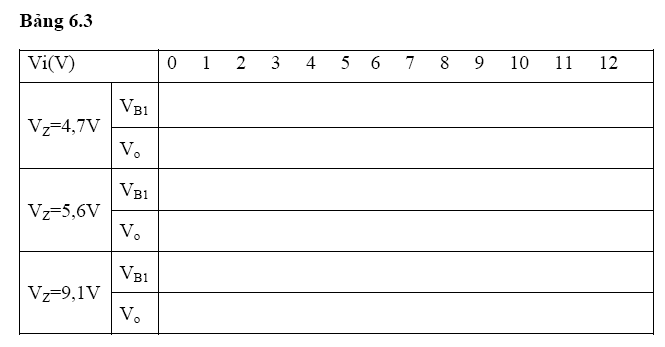 Bảng 6.3
Vi(V) 0 1 2 3 4 5 6 7 8 9 10 11 12
VZ=4,7V
VB1
Vo
VZ=5,6V
VB1
Vo
VZ=9,1V
VB1
Vo